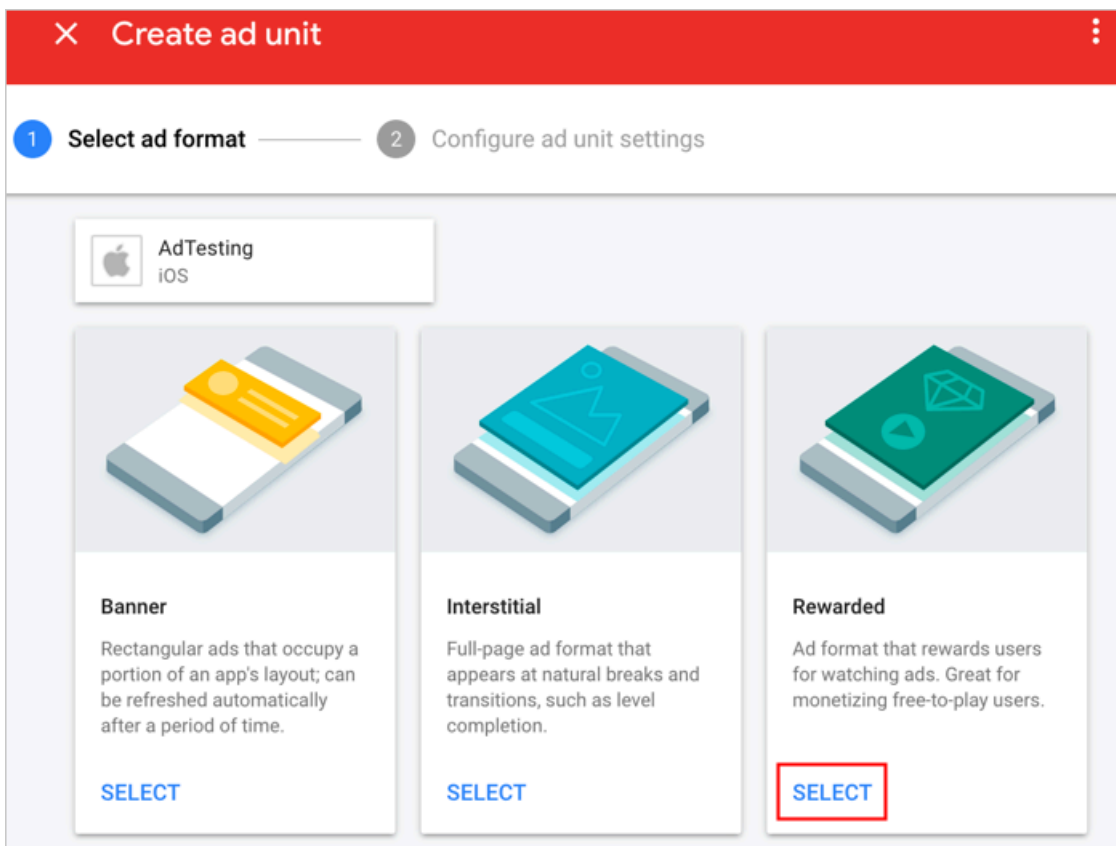 Create ad unit
1 Select ad format 2 Configure ad unit settings
AdTesting
iOS
Banner
Rectangular ads that occupy a
portion of an app's layout; can
be refreshed automatically
after a period of time.
SELECT
Interstitial
Full-page ad format that
appears at natural breaks and
transitions, such as level
completion.
SELECT
Rewarded
Ad format that rewards users
for watching ads. Great for
monetizing free-to-play users.
SELECT